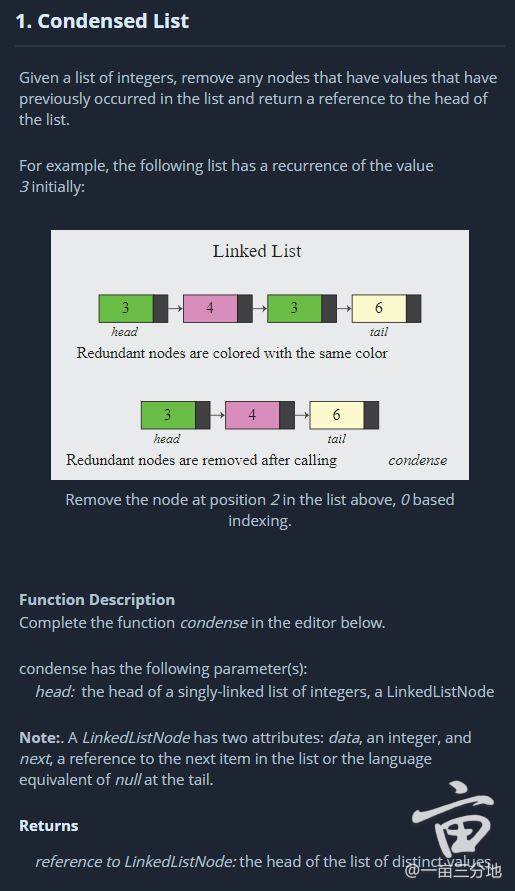 1. Condensed List
Given a list of integers, remove any nodes that have values that have
previously occurred in the list and return a reference to the head of
the list.
For example, the following list has a recurrence of the value
3 initially:
Linked List
3 4 3 6
head tail
Redundant nodes are colored with the same color
3 4 6
head tail
Redundant nodes are removed after calling condense
Remove the node at position 2 in the list above, 0 based
indexing.
Function Description
Complete the function condense in the editor below.
condense has the following parameter(s):
head: the head of a singly-linked list of integers, a LinkedListNode
Note:. A LinkedListNode has two attributes: data, an integer, and
next, a reference to the next item in the list or the language
equivalent of null at the tail.
Returns
reference to LinkedListNode: the head of the list of distinct values
亩
@一亩三分地